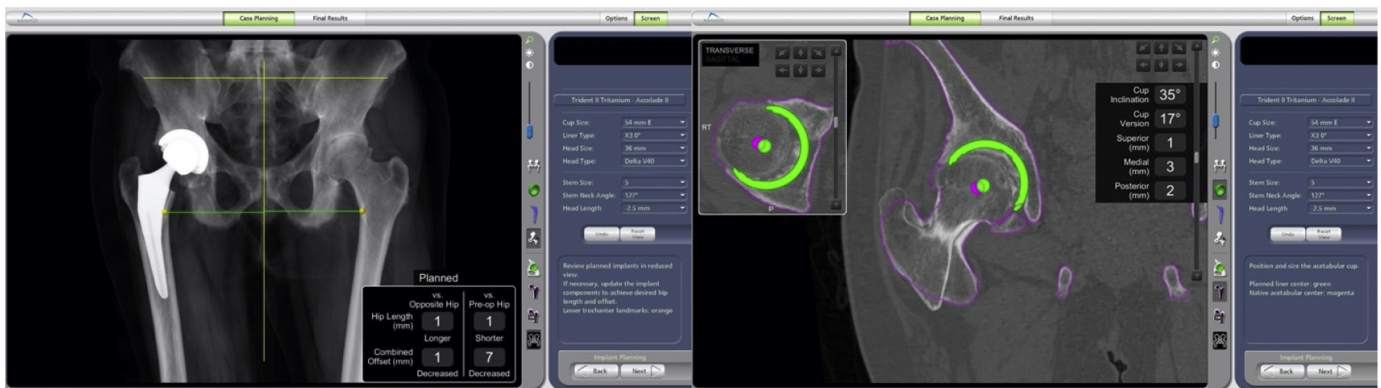 Case Planning
Final Results
Options
Screen
Trident II Tritanium - Accolade II
Cup Size: 54 mm E
Liner Type: X3 0°
Head Size: 36 mm
Head Type: Delta V40
Stem Size: 5
Stem Neck Angle: 127°
Head Length -2.5 mm
Undo
Reset
View
Review planned implants in reduced
view.
If necessary, update the implant
components to achieve desired hip
length and offset.
Lesser trochanter landmarks: orange
Implant Planning
Back
Next
Planned
vs.
Opposite Hip
vs.
Pre-op Hip
Hip Length
(mm)
1
1
Longer
Shorter
Combined
Offset (mm)
1
7
Decreased
Decreased
Case Planning
Final Results
Options
Screen
TRANSVERSE
SAGITTAL
RT
P
Cup
Inclination
35°
Cup
Version
17°
Superior
(mm)
1
Medial
(mm)
3
Posterior
(mm)
2
Trident II Tritanium - Accolade II
Cup Size: 54 mm E
Liner Type: X3 0°
Head Size: 36 mm
Head Type: Delta V40
Stem Size: 5
Stem Neck Angle: 127°
Head Length -2.5 mm
Undo
Reset
View
Position and size the acetabular cup.
Planned liner center: green
Native acetabular center: magenta
Implant Planning
Back
Next